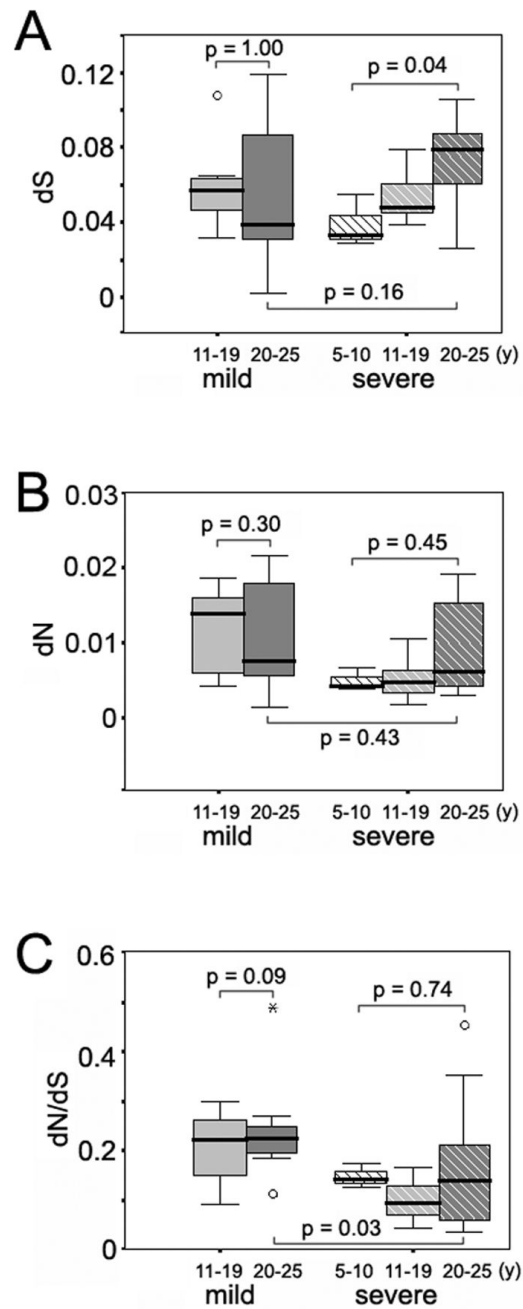 A
p = 1.00
p = 0.04
0.12
0.08
0.04
0
dS
p = 0.16
11-19 20-25 5-10 11-19 20-25 (y)
mild severe
B
0.03
p = 0.30
p = 0.45
0.02
0.01
0
dN
p = 0.43
11-19 20-25 5-10 11-19 20-25 (y)
mild severe
C
0.6
p = 0.09
p = 0.74
0.4
0.2
0
dN/dS
p = 0.03
11-19 20-25 5-10 11-19 20-25 (y)
mild severe